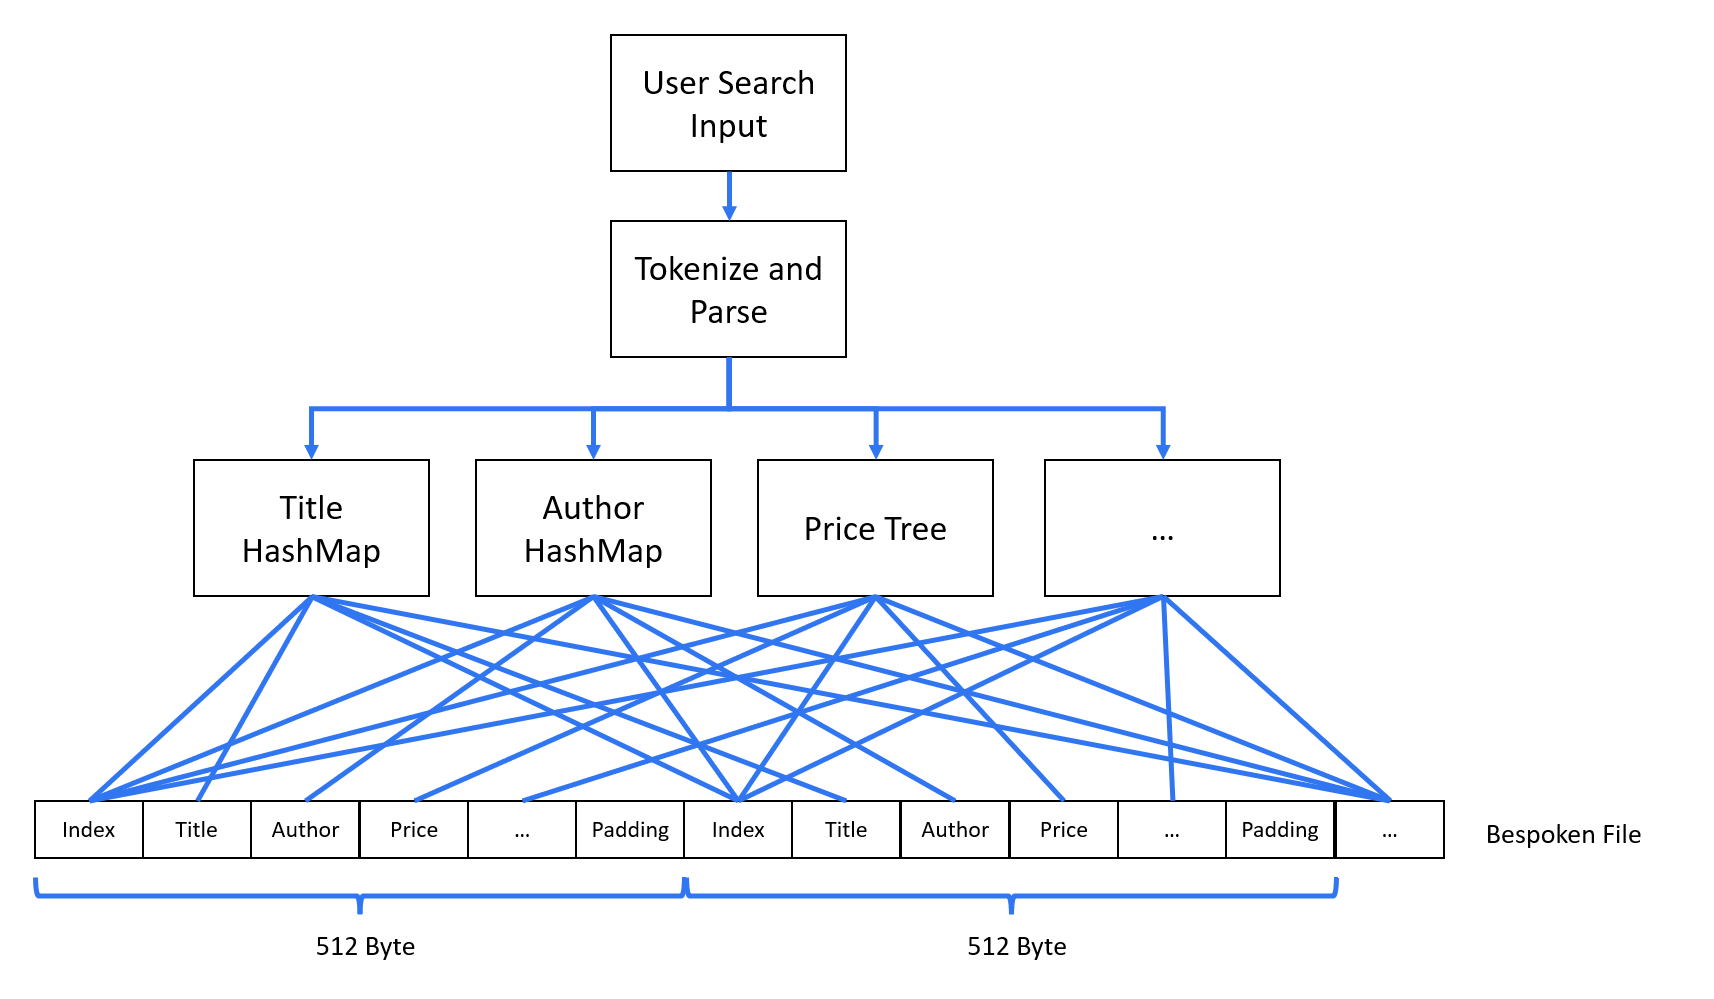 User Search
Input
Tokenize and
Parse
Title
HashMap
Author
HashMap
Price Tree
...
Index
Title
Author
Price
...
Padding
Index
Title
Author
Price
...
Padding
...
Bespoken File
512 Byte
512 Byte